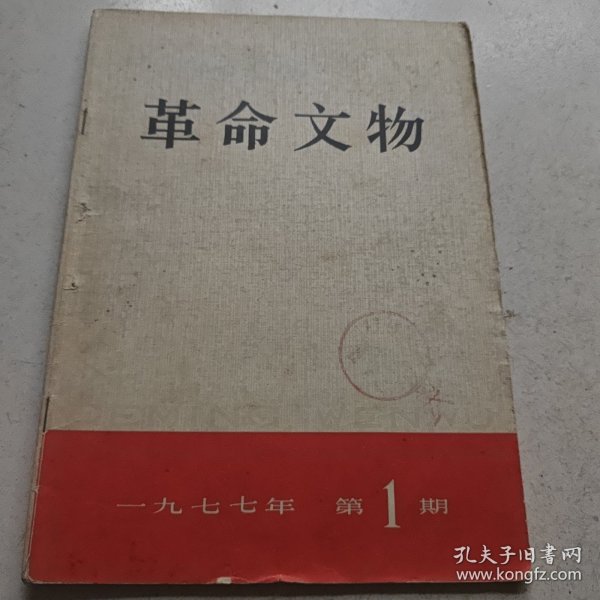 革命文物
一九七七年 第1期
孔夫子旧书网
www.kongfz.com